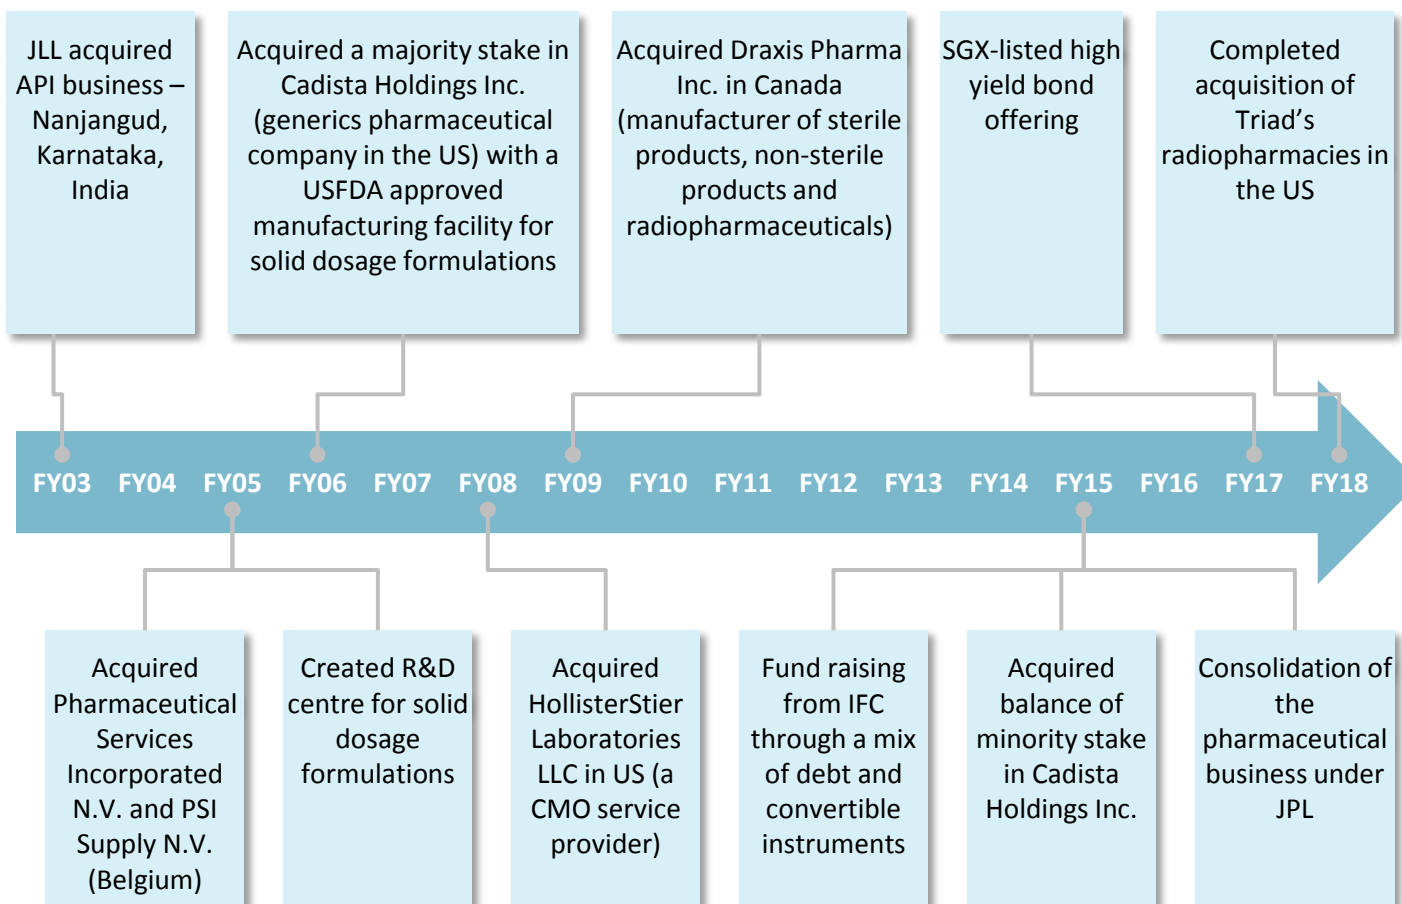 JLL acquired
API business –
Nanjangud,
Karnataka,
India
Acquired a majority stake in
Cadista Holdings Inc.
(generics pharmaceutical
company in the US) with a
USFDA approved
manufacturing facility for
solid dosage formulations
Acquired Draxis Pharma
Inc. in Canada
(manufacturer of sterile
products, non-sterile
products and
radiopharmaceuticals)
SGX-listed high
yield bond
offering
Completed
acquisition of
Triad’s
radiopharmacies in
the US
FY03 FY04 FY05 FY06 FY07 FY08 FY09 FY10 FY11 FY12 FY13 FY14 FY15 FY16 FY17 FY18
Acquired
Pharmaceutical
Services
Incorporated
N.V. and PSI
Supply N.V.
(Belgium)
Created R&D
centre for solid
dosage
formulations
Acquired
HollisterStier
Laboratories
LLC in US (a
CMO service
provider)
Fund raising
from IFC
through a mix
of debt and
convertible
instruments
Acquired
balance of
minority stake
in Cadista
Holdings Inc.
Consolidation of
the
pharmaceutical
business under
JPL